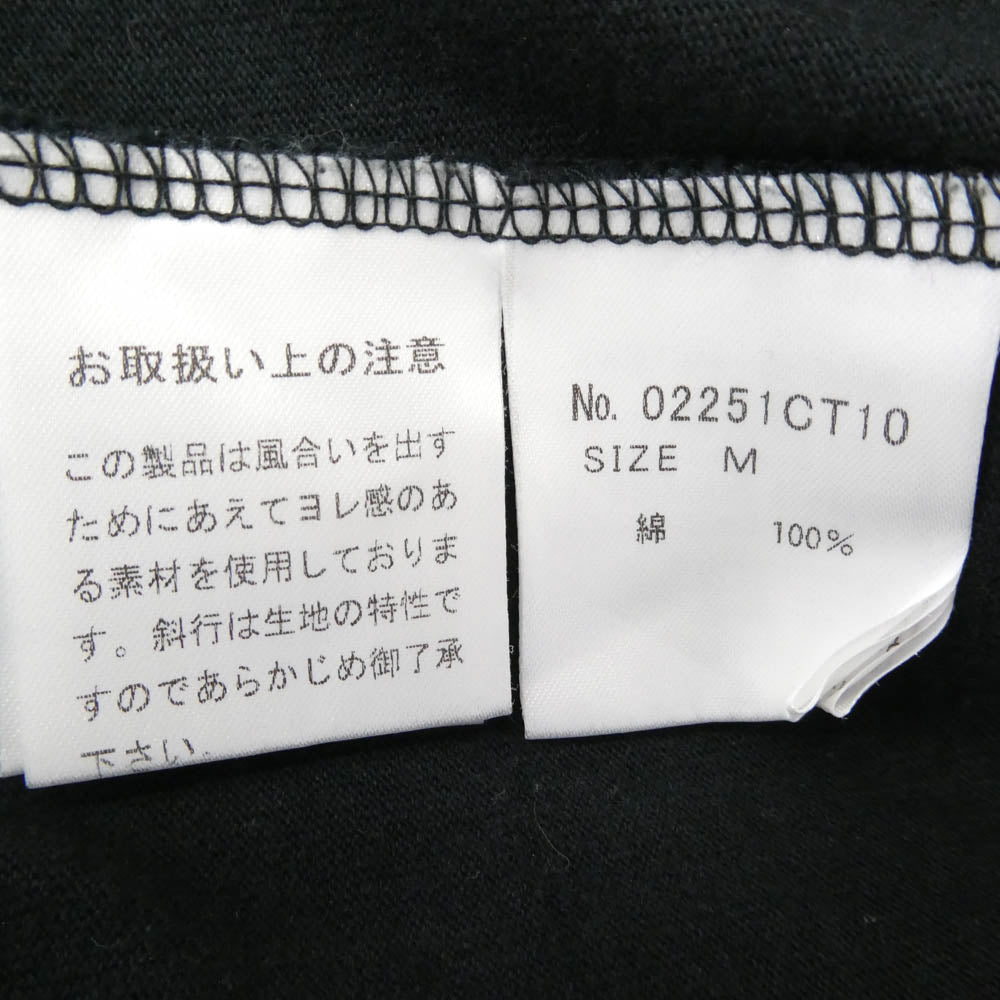 お取扱い上の注意
この製品は風合いを出す
ためにあえてヨレ感のあ
る素材を使用しておりま
す。斜行は生地の特性で
すのであらかじめ御了承
下さい。
No. 02251CT10
SIZE M
綿 100%